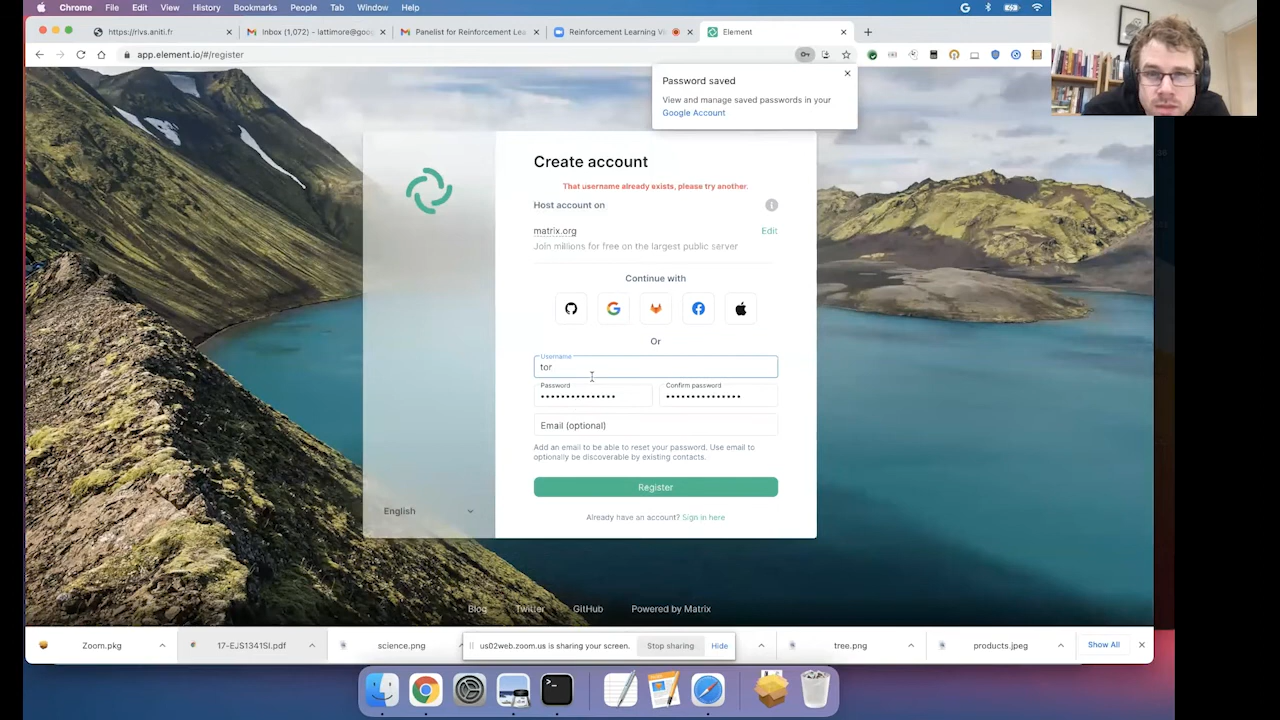 Chrome File Edit View History Bookmarks People Tab Window Help
https://rlvs.aniti.fr
Inbox (1,072) - lattimore@goog
Panelist for Reinforcement Lea
Reinforcement Learning Vi
Element
app.element.io/#/register
Password saved
View and manage saved passwords in your
Google Account
Create account
That username already exists, please try another.
Host account on
matrix.org
Edit
Join millions for free on the largest public server
Continue with
Or
Username
tor
Password
Confirm password
•••••••••••••••
•••••••••••••••
Email (optional)
Add an email to be able to reset your password. Use email to
optionally be discoverable by existing contacts.
Register
English
Already have an account? Sign in here
Blog Twitter GitHub Powered by Matrix
Zoom.pkg
17-EJS1341SI.pdf
science.png
us02web.zoom.us is sharing your screen.
Stop sharing
Hide
tree.png
products.jpeg
Show All